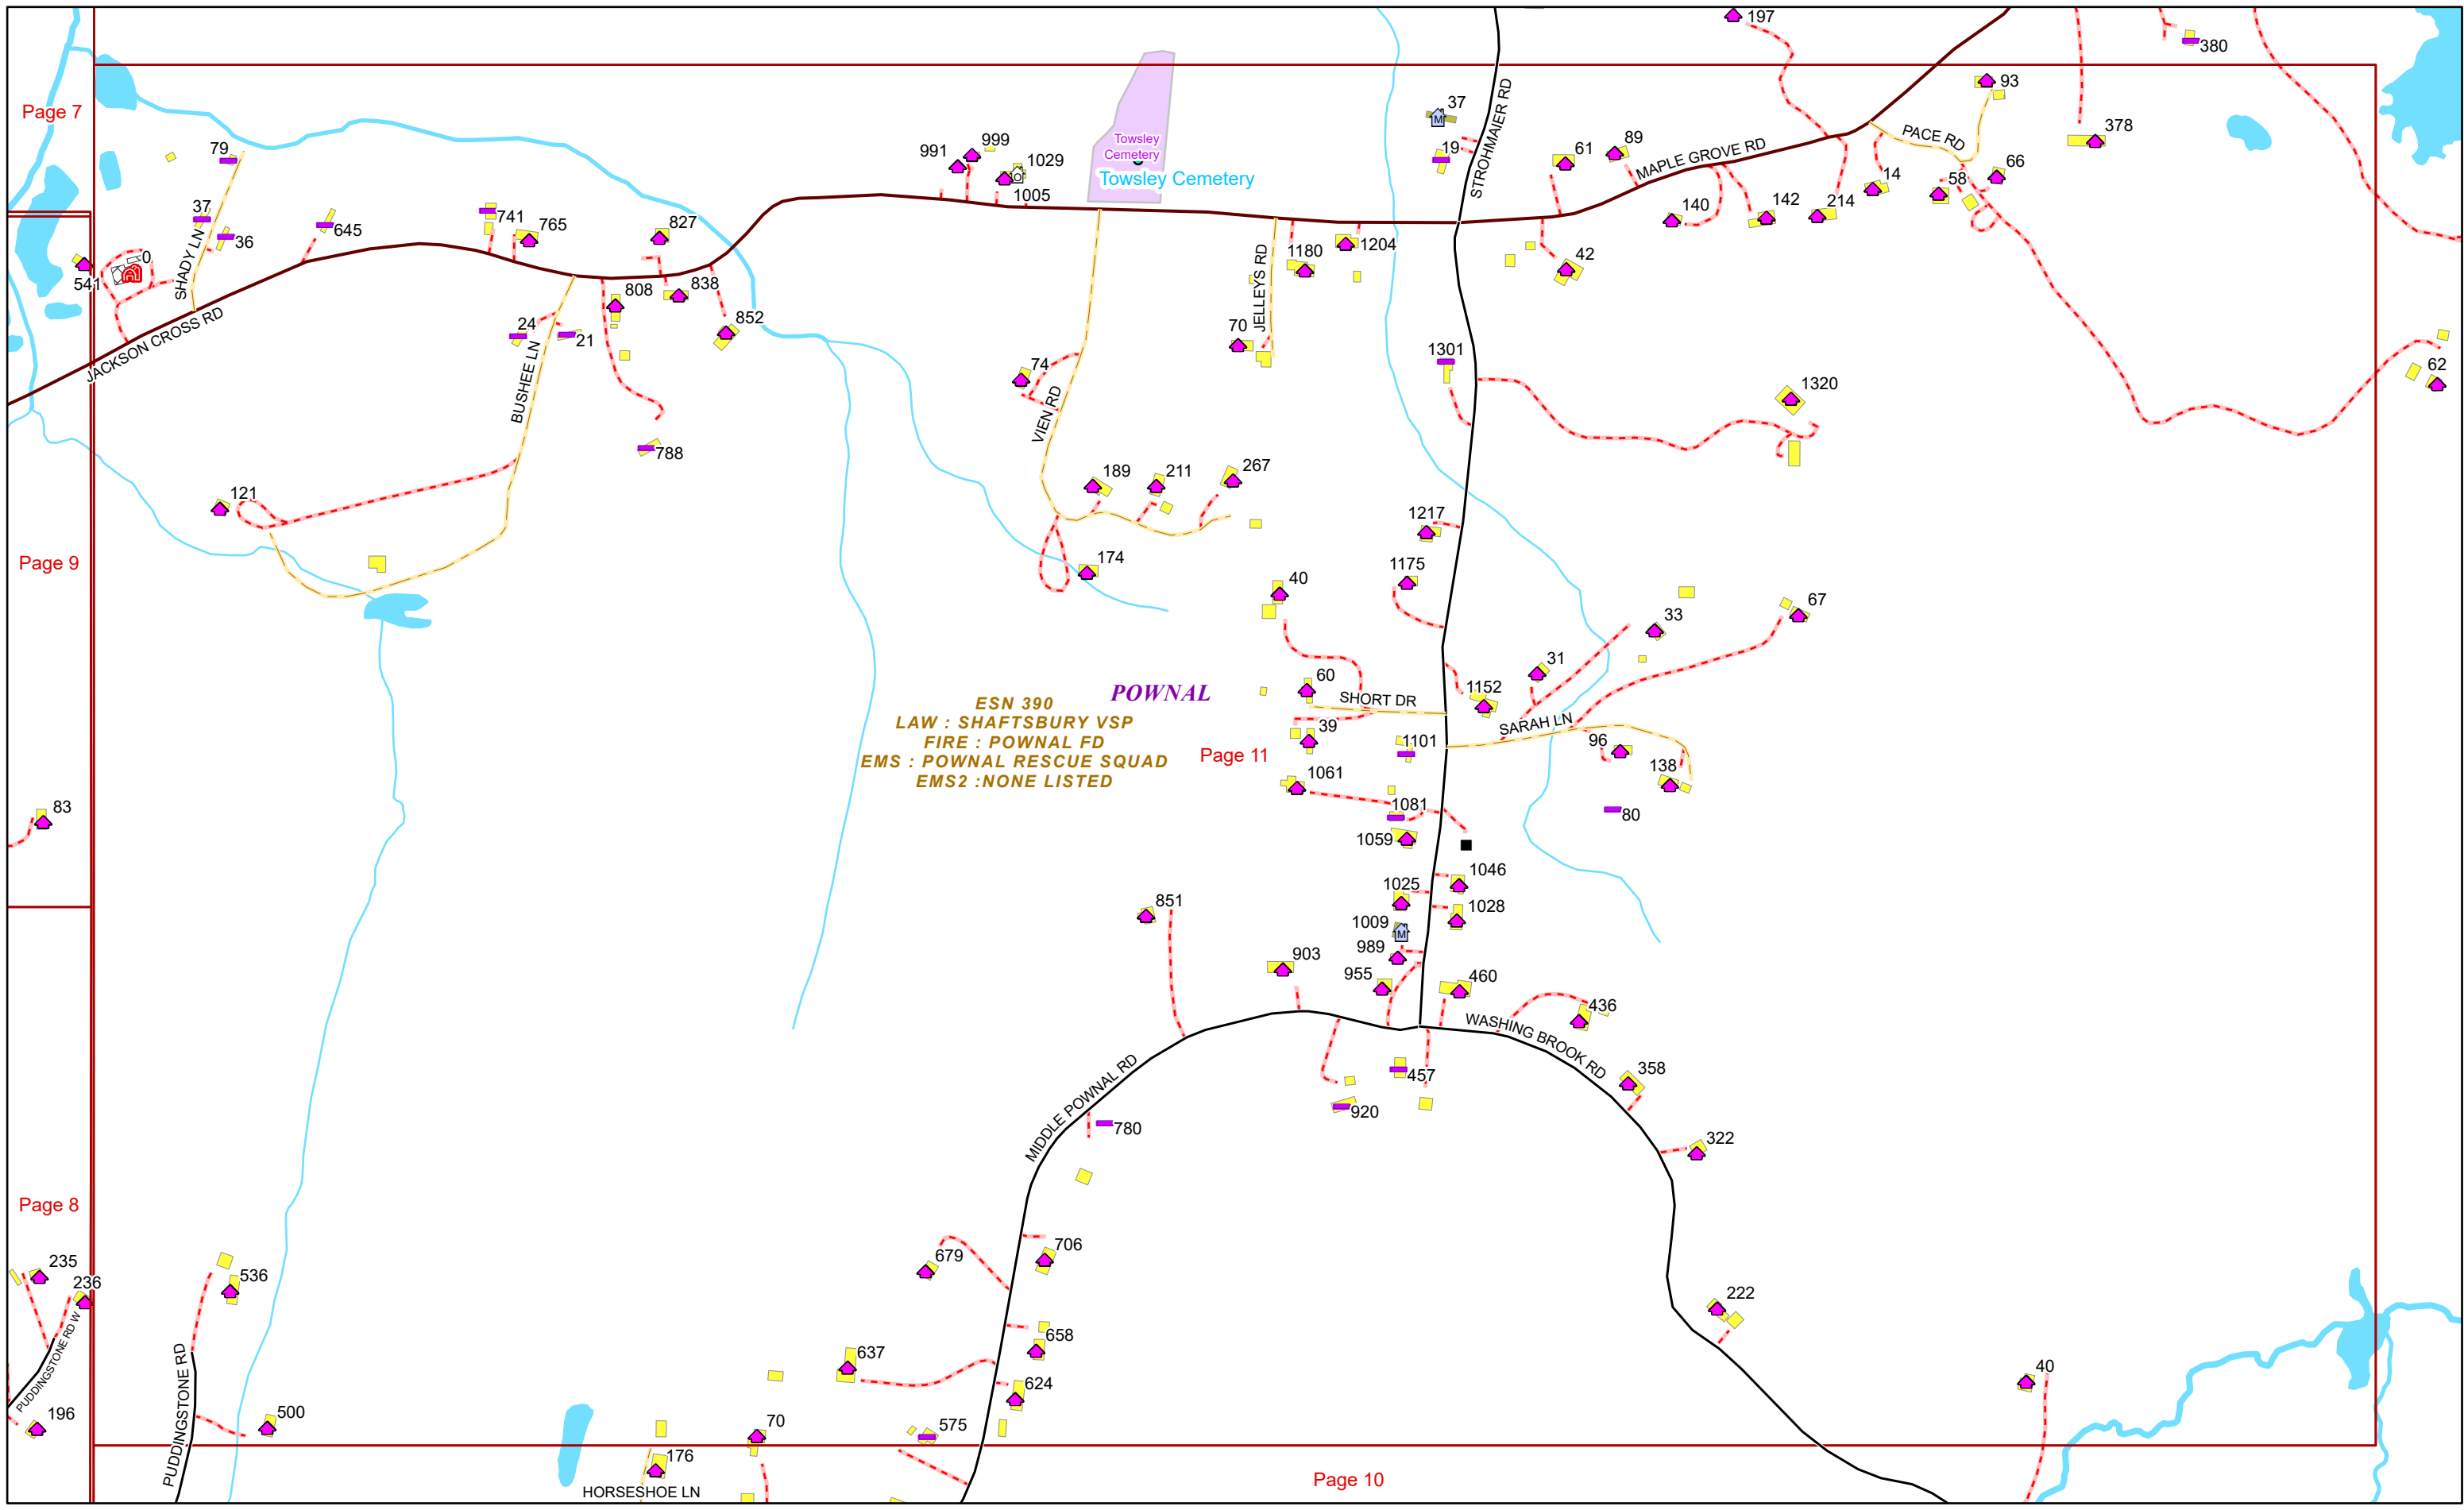 197
380
Page 7
93
37
378
79
991
999
1029
Towsley
Cemetery
Towsley Cemetery
STROHMAIER RD
19
61
89
MAPLE GROVE RD
PACE RD
66
14
58
1005
37
36
SHADY LN
645
741
765
827
140
142
214
541
0
1180
1204
42
JELLEYS RD
808
838
852
24
21
70
1301
JACKSON CROSS RD
BUSHEE LN
74
VIEN RD
62
1320
788
189
211
267
121
1217
Page 9
174
1175
40
33
67
31
60
POWNAL
ESN 390
LAW : SHAFTSBURY VSP
FIRE : POWNAL FD
EMS : POWNAL RESCUE SQUAD
EMS2 :NONE LISTED
SHORT DR
1152
39
SARAH LN
1101
96
Page 11
138
1061
83
1081
80
1059
1046
1025
851
1028
1009
989
903
955
460
436
WASHING BROOK RD
MIDDLE POWNAL RD
457
358
920
780
322
Page 8
706
679
235
236
536
222
PUDDINGSTONE RD W
658
637
PUDDINGSTONE RD
40
624
196
500
70
575
176
HORSESHOE LN
Page 10
M
M
O